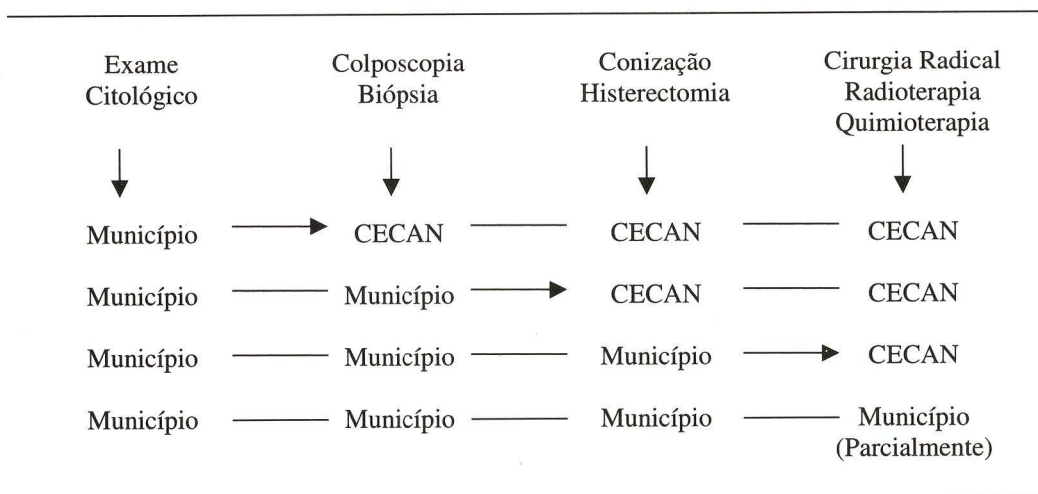 Exame
Citológico
Colposcopia
Biópsia
Conização
Histerectomia
Cirurgia Radical
Radioterapia
Quimioterapia
Município CECAN CECAN CECAN
Município Município CECAN CECAN
Município Município Município CECAN
Município Município Município Município
(Parcialmente)